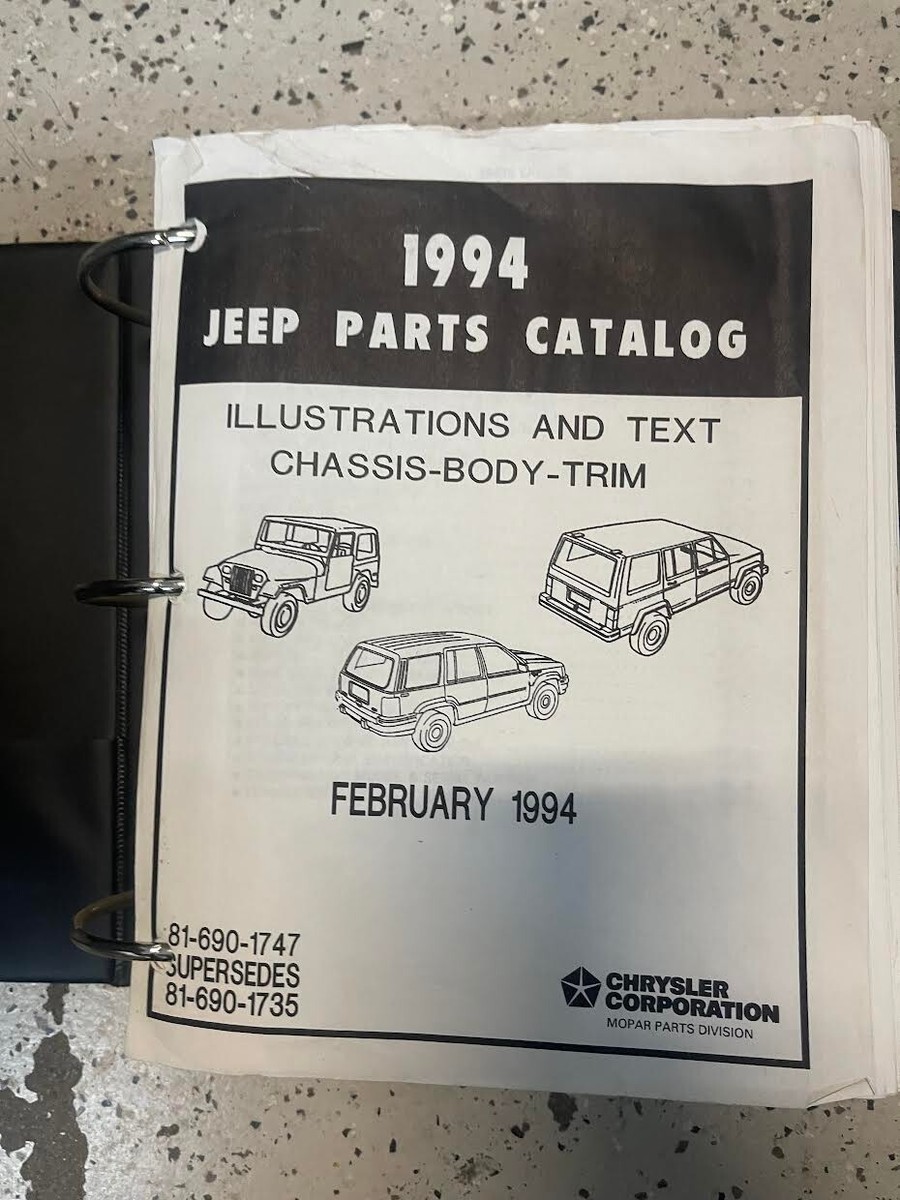 1994
JEEP PARTS CATALOG
ILLUSTRATIONS AND TEXT
CHASSIS-BODY-TRIM
FEBRUARY 1994
81-690-1747
SUPERSEDES
81-690-1735
CHRYSLER
CORPORATION
MOPAR PARTS DIVISION